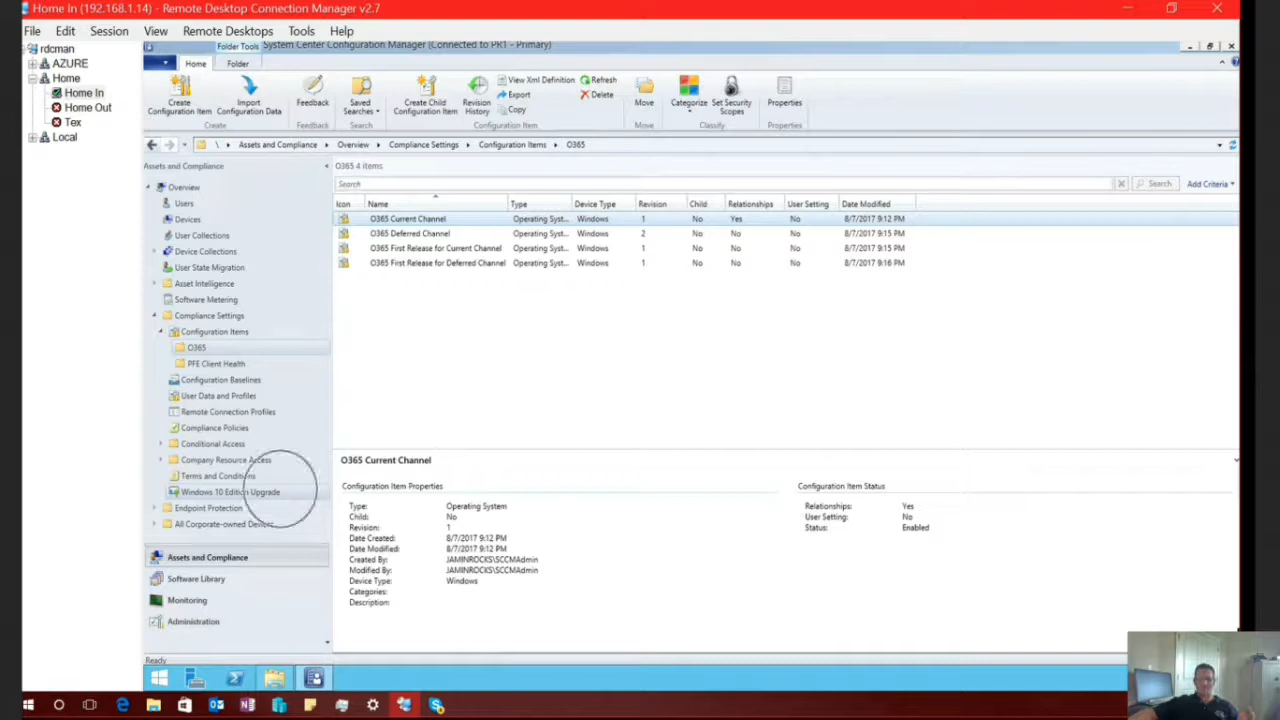 Home In (192.168.1.14) - Remote Desktop Connection Manager v2.7
File Edit Session View Remote Desktops Tools Help
rdcman
AZURE
Home
Home In
Home Out
Tex
Local
Folder Tools System Center Configuration Manager (Connected to PR1 - Primary)
Home Folder
Create Configuration Item
Import Configuration Data
Create
Feedback
Feedback
Saved Searches
Search
Create Child Configuration Item
Revision History
View Xml Definition
Export
Copy
Refresh
Delete
Configuration Item
Move
Move
Categorize
Set Security Scopes
Classify
Properties
Properties
\ Assets and Compliance Overview Compliance Settings Configuration Items O365
Assets and Compliance
Overview
Users
Devices
User Collections
Device Collections
User State Migration
Asset Intelligence
Software Metering
Compliance Settings
Configuration Items
O365
PFE Client Health
Configuration Baselines
User Data and Profiles
Remote Connection Profiles
Compliance Policies
Conditional Access
Company Resource Access
Terms and Conditions
Windows 10 Edition Upgrade
Endpoint Protection
All Corporate-owned Devices
Assets and Compliance
Software Library
Monitoring
Administration
O365 4 items
Search Search Add Criteria
Icon Name Type Device Type Revision Child Relationships User Setting Date Modified
O365 Current Channel Operating Syst... Windows 1 No Yes No 8/7/2017 9:12 PM
O365 Deferred Channel Operating Syst... Windows 2 No No No 8/7/2017 9:15 PM
O365 First Release for Current Channel Operating Syst... Windows 1 No No No 8/7/2017 9:15 PM
O365 First Release for Deferred Channel Operating Syst... Windows 1 No No No 8/7/2017 9:16 PM
O365 Current Channel
Configuration Item Properties
Type: Operating System
Child: No
Revision: 1
Date Created: 8/7/2017 9:12 PM
Date Modified: 8/7/2017 9:12 PM
Created By: JAMINROCKS\SCCMAdmin
Modified By: JAMINROCKS\SCCMAdmin
Device Type: Windows
Categories:
Description:
Configuration Item Status
Relationships: Yes
User Setting: No
Status: Enabled
Ready